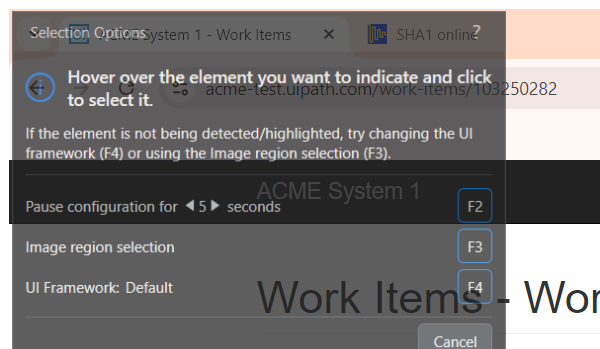 Selection Options
?
ACME System 1 - Work Items
SHA1 online
Hover over the element you want to indicate and click
to select it.
acme-test.uipath.com/work-items/103250282
If the element is not being detected/highlighted, try changing the UI
framework (F4) or using the Image region selection (F3).
ACME System 1
Pause configuration for 5 seconds
F2
Image region selection
F3
UI Framework: Default
F4
Work Items - Wor
Cancel